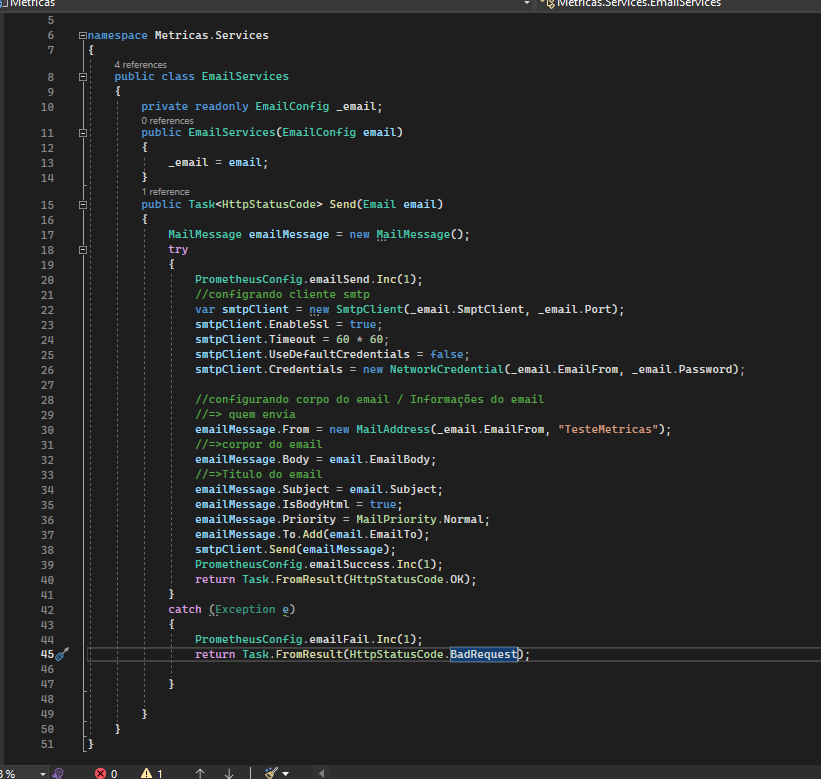 Metricas
Metricas.Services.EmailServices
5
6 namespace Metricas.Services
7 {
4 references
8 public class EmailServices
9 {
10 private readonly EmailConfig _email;
0 references
11 public EmailServices(EmailConfig email)
12 {
13 _email = email;
14 }
1 reference
15 public Task<HttpStatusCode> Send(Email email)
16 {
17 MailMessage emailMessage = new MailMessage();
18 try
19 {
20 PrometheusConfig.emailSend.Inc(1);
21 //configrando cliente smtp
22 var smtpClient = new SmtpClient(_email.SmptClient, _email.Port);
23 smtpClient.EnableSsl = true;
24 smtpClient.Timeout = 60 * 60;
25 smtpClient.UseDefaultCredentials = false;
26 smtpClient.Credentials = new NetworkCredential(_email.EmailFrom, _email.Password);
27
28 //configurando corpo do email / Informações do email
29 //=> quem envia
30 emailMessage.From = new MailAddress(_email.EmailFrom, "TesteMetricas");
31 //=>corpor do email
32 emailMessage.Body = email.EmailBody;
33 //=>Titulo do email
34 emailMessage.Subject = email.Subject;
35 emailMessage.IsBodyHtml = true;
36 emailMessage.Priority = MailPriority.Normal;
37 emailMessage.To.Add(email.EmailTo);
38 smtpClient.Send(emailMessage);
39 PrometheusConfig.emailSuccess.Inc(1);
40 return Task.FromResult(HttpStatusCode.OK);
41 }
42 catch (Exception e)
43 {
44 PrometheusConfig.emailFail.Inc(1);
45 return Task.FromResult(HttpStatusCode.BadRequest);
46
47 }
48
49 }
50 }
51 }
% 0 1